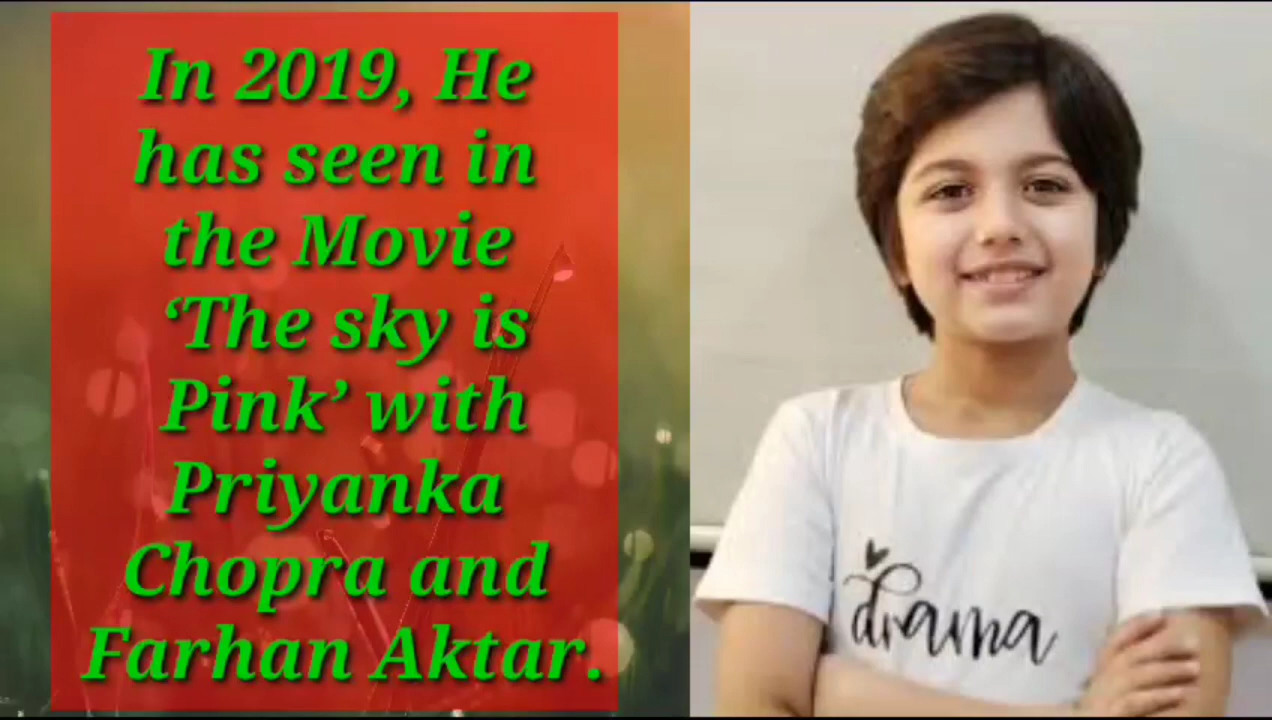 In 2019, He
has seen in
the Movie
‘The sky is
Pink’ with
Priyanka
Chopra and
Farhan Aktar.
drama